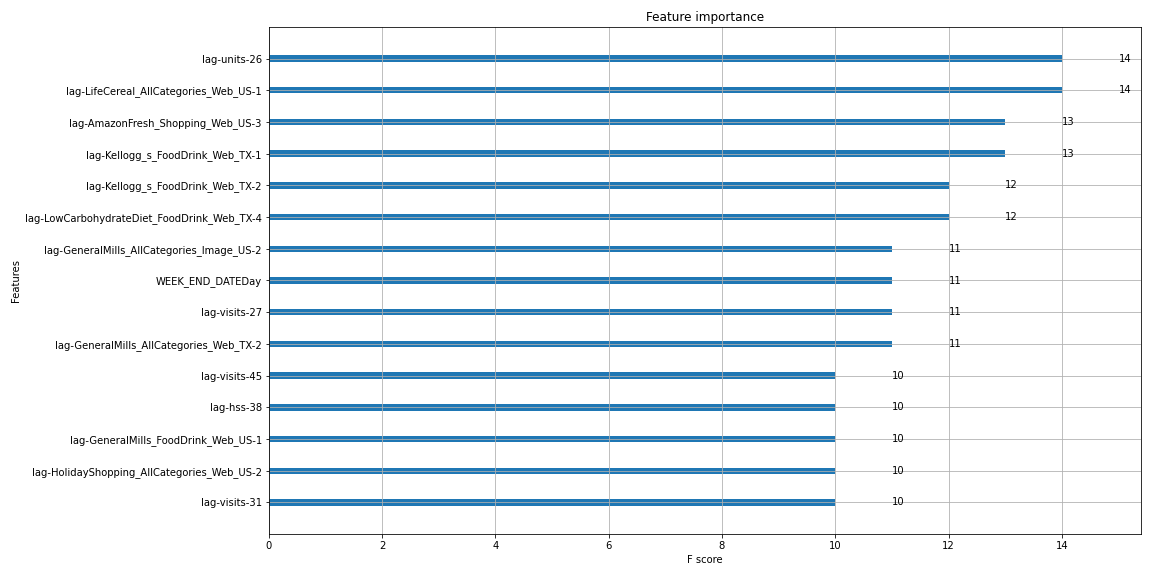 Feature importance
lag-units-26 14
lag-LifeCereal_AllCategories_Web_US-1 14
lag-AmazonFresh_Shopping_Web_US-3 13
lag-Kellogg_s_FoodDrink_Web_TX-1 13
lag-Kellogg_s_FoodDrink_Web_TX-2 12
lag-LowCarbohydrateDiet_FoodDrink_Web_TX-4 12
lag-GeneralMills_AllCategories_Image_US-2 11
WEEK_END_DATEDay 11
lag-visits-27 11
lag-GeneralMills_AllCategories_Web_TX-2 11
lag-visits-45 10
lag-hss-38 10
lag-GeneralMills_FoodDrink_Web_US-1 10
lag-HolidayShopping_AllCategories_Web_US-2 10
lag-visits-31 10
Features
0 2 4 6 8 10 12 14
F score